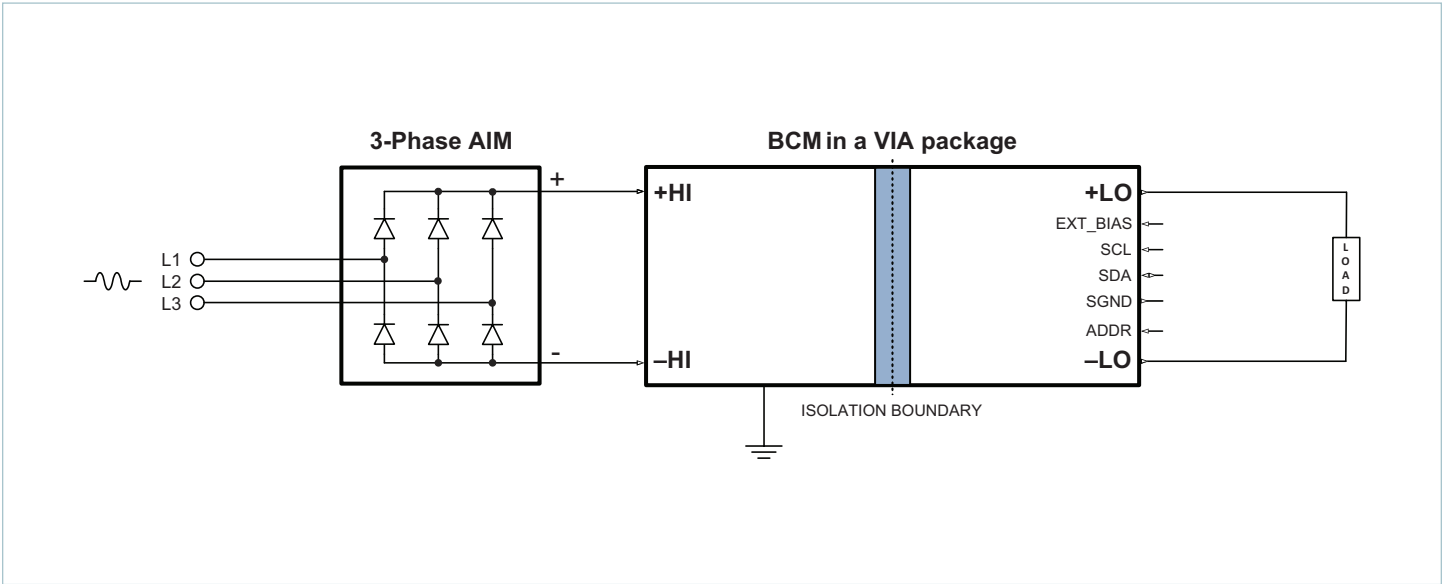 3-Phase AIM
BCM in a VIA package
+
-
L1
L2
L3
+HI
–HI
+LO
EXT_BIAS
SCL
SDA
SGND
ADDR
–LO
ISOLATION BOUNDARY
LOAD